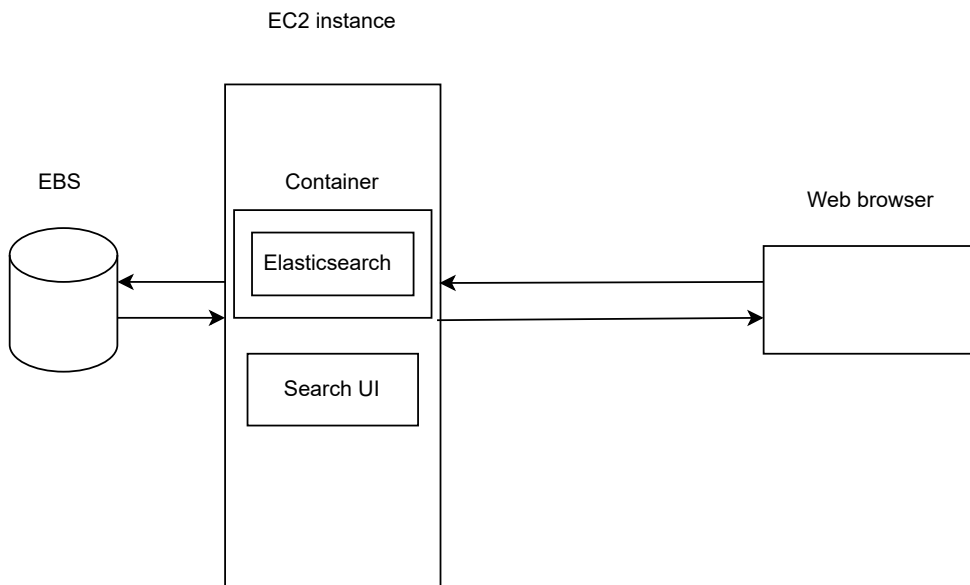 EC2 instance
EBS
Container
Web browser
Elasticsearch
Search UI